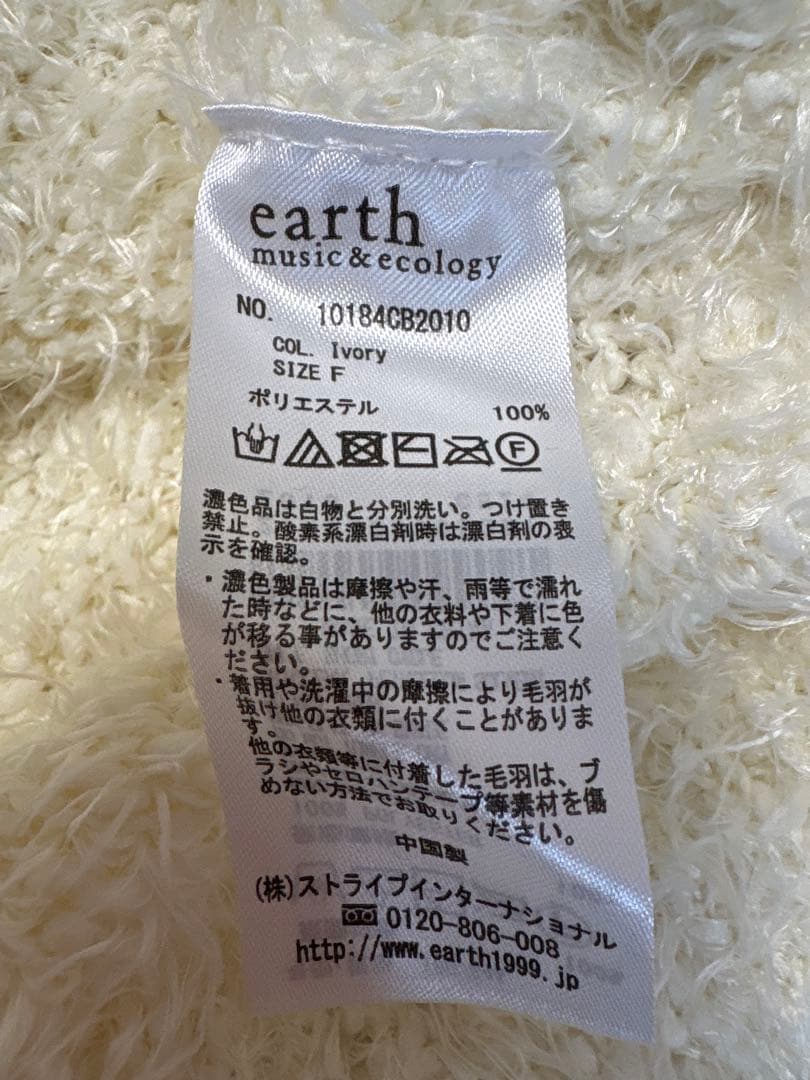 earth
music & ecology
NO. 10184CB2010
COL. Ivory
SIZE F
ポリエステル 100%
F
濃色品は白物と分別洗い。つけ置き
禁止。酸素系漂白剤時は漂白剤の表
示を確認。
・濃色製品は摩擦や汗、雨等で濡れ
た時などに、他の衣料や下着に色
が移る事がありますのでご注意く
ださい。
・着用や洗濯中の摩擦により毛羽が
抜け他の衣類に付くことがありま
す。
他の衣類等に付着した毛羽は、ブ
ラシやセロハンテープ等素材を傷
めない方法でお取りください。
中国製
(株)ストライプインターナショナル
0120-806-008
http://www.earth1999.jp